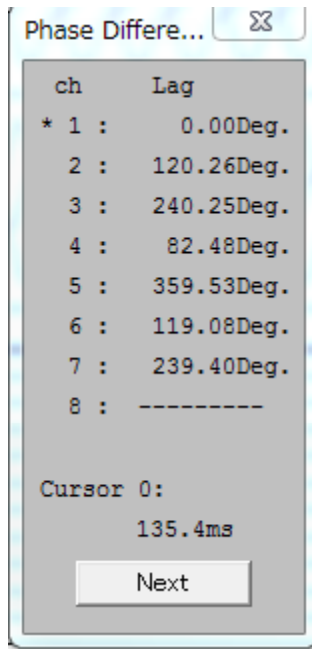 Phase Differe...
ch Lag
* 1 : 0.00Deg.
2 : 120.26Deg.
3 : 240.25Deg.
4 : 82.48Deg.
5 : 359.53Deg.
6 : 119.08Deg.
7 : 239.40Deg.
8 : ---------
Cursor 0:
135.4ms
Next